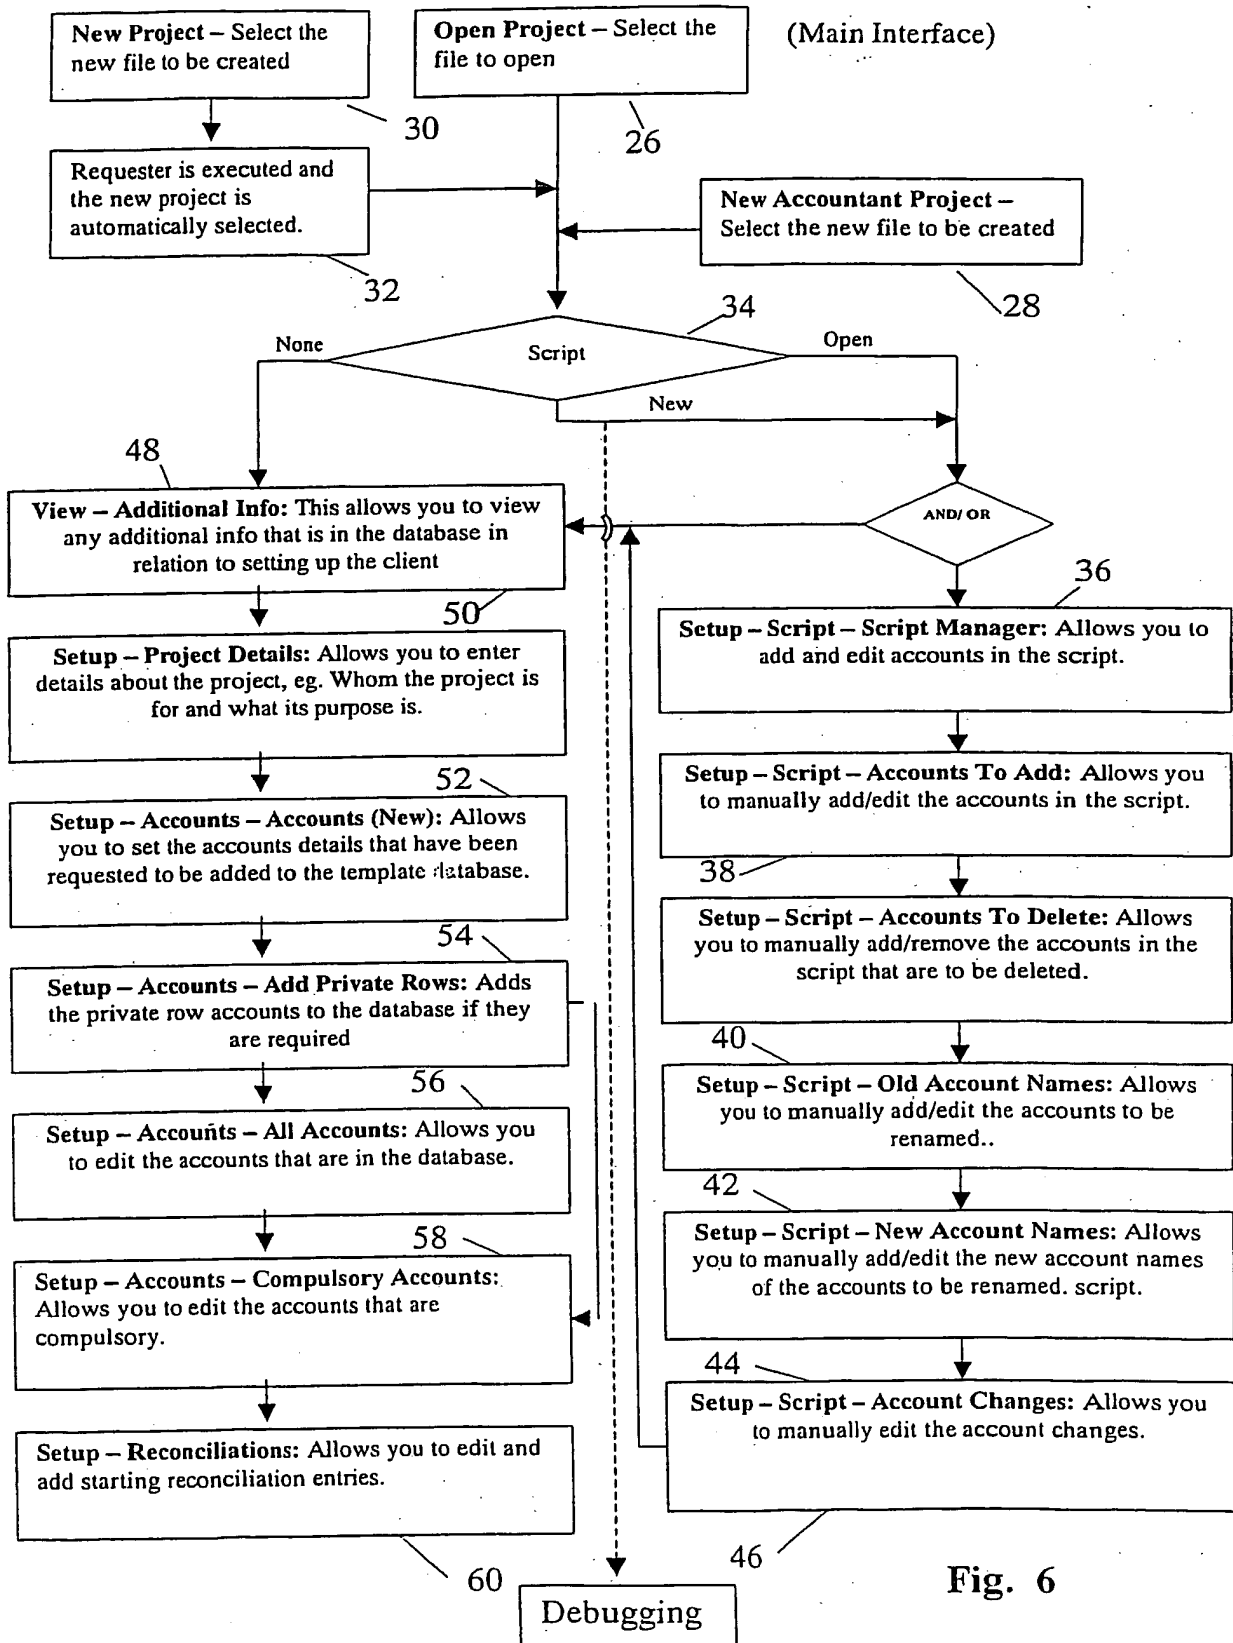 New Project – Select the
new file to be created
Open Project – Select the
file to open
(Main Interface)
30
26
Requester is executed and
the new project is
automatically selected.
New Accountant Project –
Select the new file to be created
32
28
34
None
Script
Open
New
48
View – Additional Info: This allows you to view
any additional info that is in the database in
relation to setting up the client
AND/ OR
50
36
Setup – Project Details: Allows you to enter
details about the project, eg. Whom the project is
for and what its purpose is.
Setup – Script – Script Manager: Allows you to
add and edit accounts in the script.
52
Setup – Accounts – Accounts (New): Allows
you to set the accounts details that have been
requested to be added to the template database.
Setup – Script – Accounts To Add: Allows you
to manually add/edit the accounts in the script.
38
54
Setup – Accounts – Add Private Rows: Adds
the private row accounts to the database if they
are required
Setup – Script – Accounts To Delete: Allows
you to manually add/remove the accounts in the
script that are to be deleted.
40
56
Setup – Accounts – All Accounts: Allows you
to edit the accounts that are in the database.
Setup – Script – Old Account Names: Allows
you to manually add/edit the accounts to be
renamed..
42
58
Setup – Accounts – Compulsory Accounts:
Allows you to edit the accounts that are
compulsory.
Setup – Script – New Account Names: Allows
you to manually add/edit the new account names
of the accounts to be renamed. script.
44
Setup – Script – Account Changes: Allows you
to manually edit the account changes.
Setup – Reconciliations: Allows you to edit and
add starting reconciliation entries.
46
60
Fig. 6
Debugging